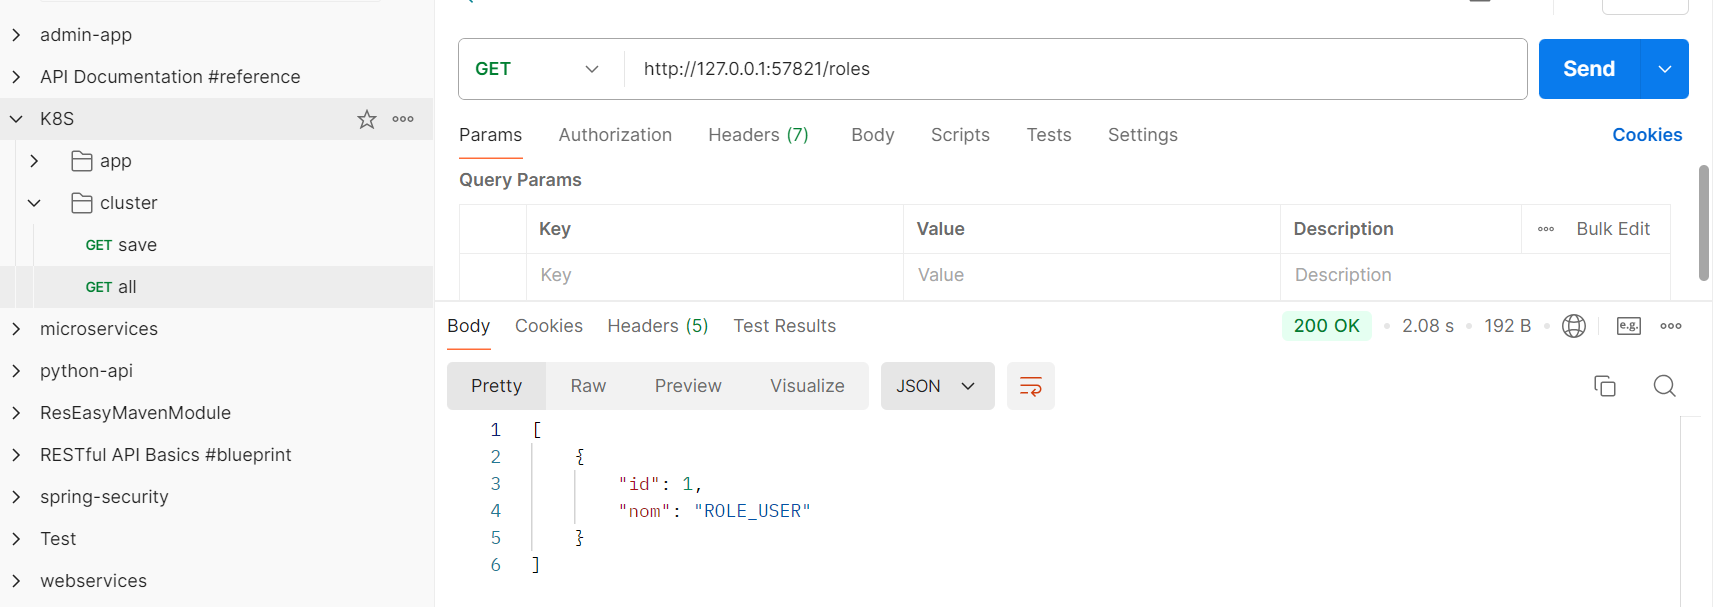 admin-app
API Documentation #reference
K8S
app
cluster
GET save
GET all
microservices
python-api
ResEasyMavenModule
RESTful API Basics #blueprint
spring-security
Test
webservices
GET http://127.0.0.1:57821/roles Send
Params Authorization Headers (7) Body Scripts Tests Settings Cookies
Query Params
Key Value Description Bulk Edit
Key Value Description
Body Cookies Headers (5) Test Results 200 OK 2.08 s 192 B e.g.
Pretty Raw Preview Visualize JSON
1 [
2 {
3 "id": 1,
4 "nom": "ROLE_USER"
5 }
6 ]